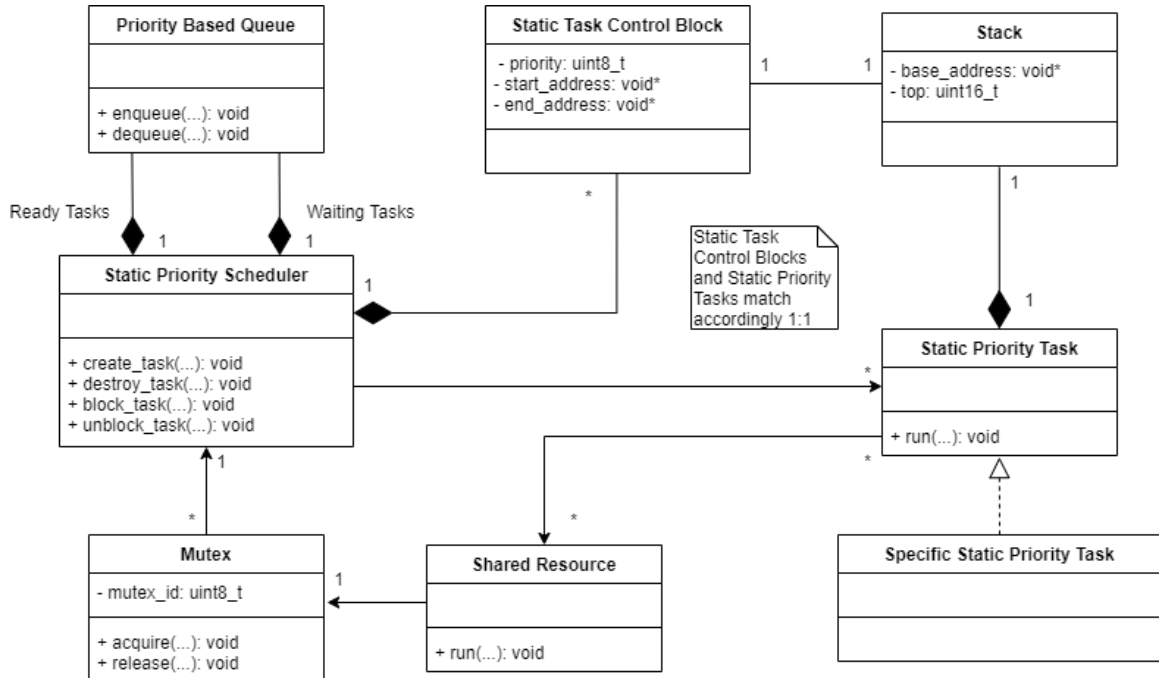 Priority Based Queue
+ enqueue(...): void
+ dequeue(...): void
Static Task Control Block
- priority: uint8_t
- start_address: void*
- end_address: void*
1
1
Stack
- base_address: void*
- top: uint16_t
Ready Tasks
1
Waiting Tasks
1
*
1
Static Task
Control Blocks
and Static Priority
Tasks match
accordingly 1:1
Static Priority Scheduler
+ create_task(...): void
+ destroy_task(...): void
+ block_task(...): void
+ unblock_task(...): void
1
1
Static Priority Task
+ run(...): void
*
*
1
*
*
Mutex
- mutex_id: uint8_t
+ acquire(...): void
+ release(...): void
1
Shared Resource
+ run(...): void
Specific Static Priority Task